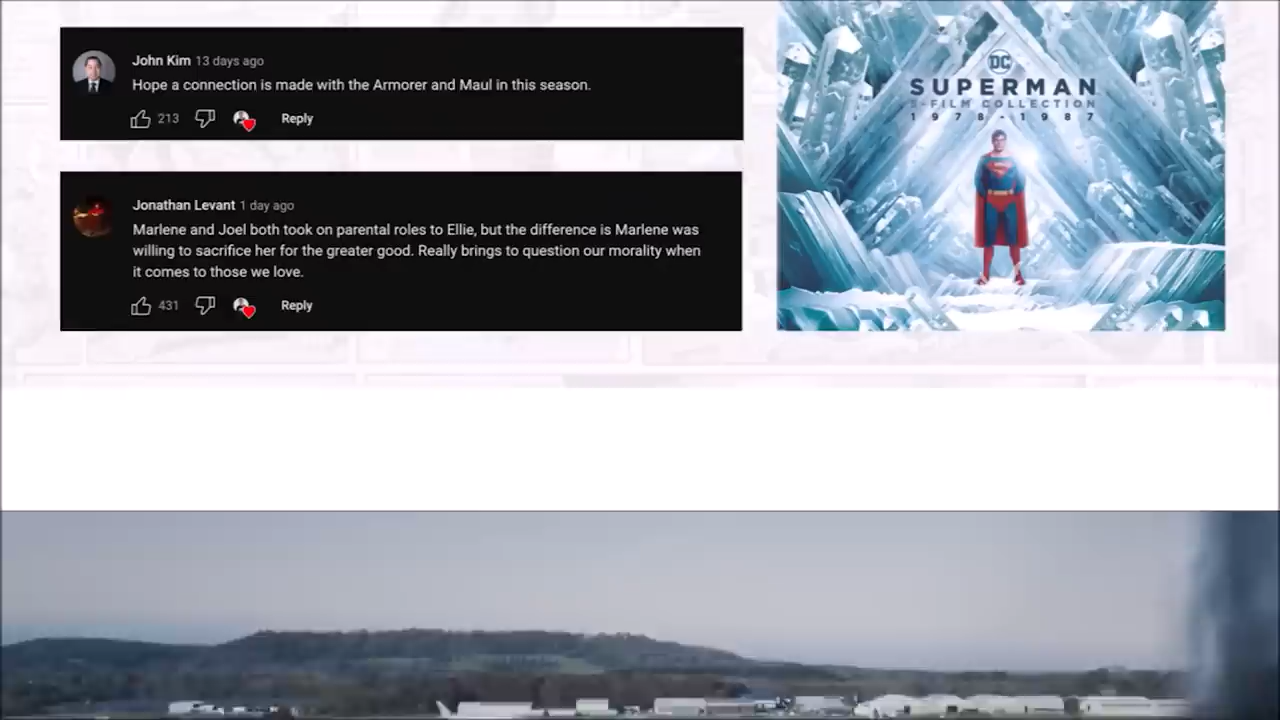 John Kim 13 days ago
Hope a connection is made with the Armorer and Maul in this season.
213 Reply
Jonathan Levant 1 day ago
Marlene and Joel both took on parental roles to Ellie, but the difference is Marlene was
willing to sacrifice her for the greater good. Really brings to question our morality when
it comes to those we love.
431 Reply
DC
SUPERMAN
5-FILM COLLECTION
1978-1987